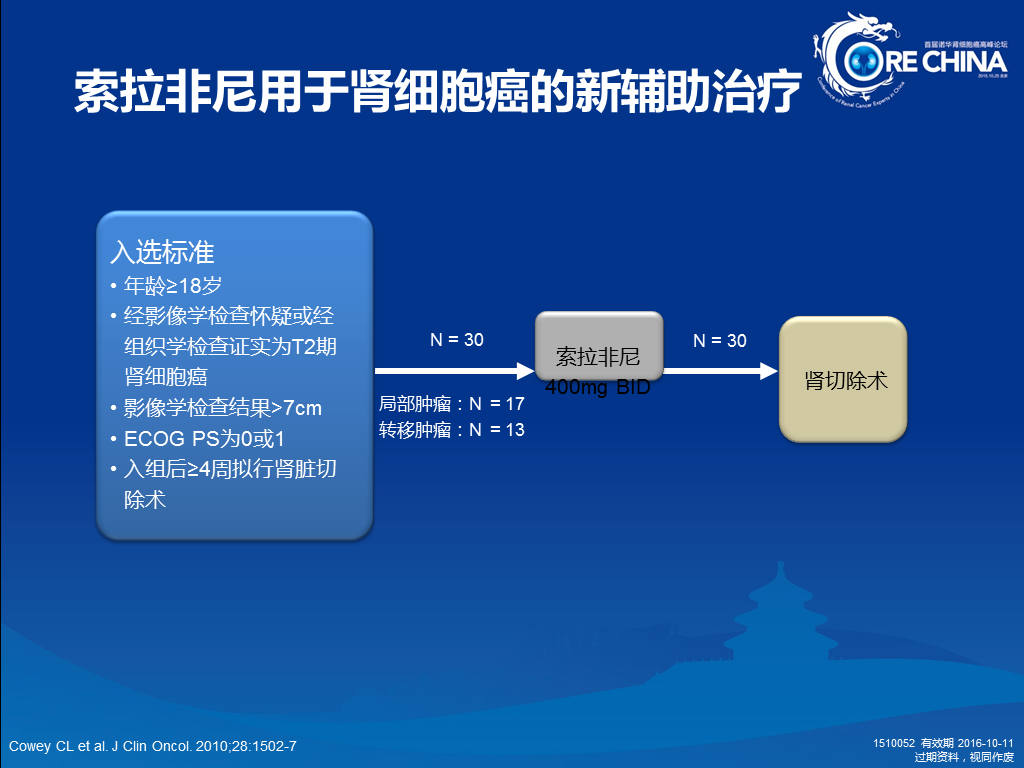 首届诺华肾细胞癌高峰论坛
ORE CHINA
2015.10.25 北京
Conference of Renal Cancer Experts in China
索拉非尼用于肾细胞癌的新辅助治疗
入选标准
• 年龄≥18岁
• 经影像学检查怀疑或经
组织学检查证实为T2期
肾细胞癌
• 影像学检查结果>7cm
• ECOG PS为0或1
• 入组后≥4周拟行肾脏切
除术
N = 30
局部肿瘤：N = 17
转移肿瘤：N = 13
索拉非尼
400mg BID
N = 30
肾切除术
Cowey CL et al. J Clin Oncol. 2010;28:1502-7
1510052 有效期 2016-10-11
过期资料，视同作废